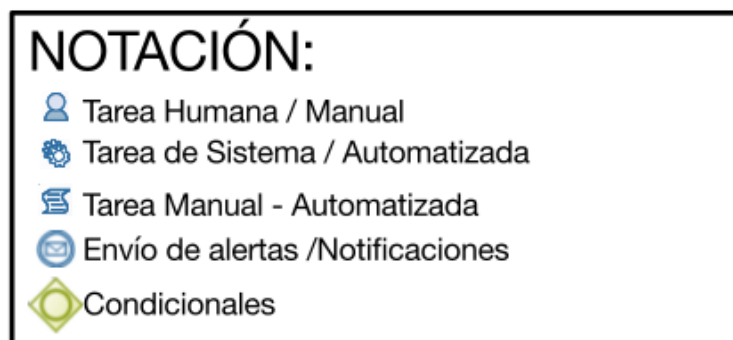 NOTACIÓN:
Tarea Humana / Manual
Tarea de Sistema / Automatizada
Tarea Manual - Automatizada
Envío de alertas /Notificaciones
Condicionales